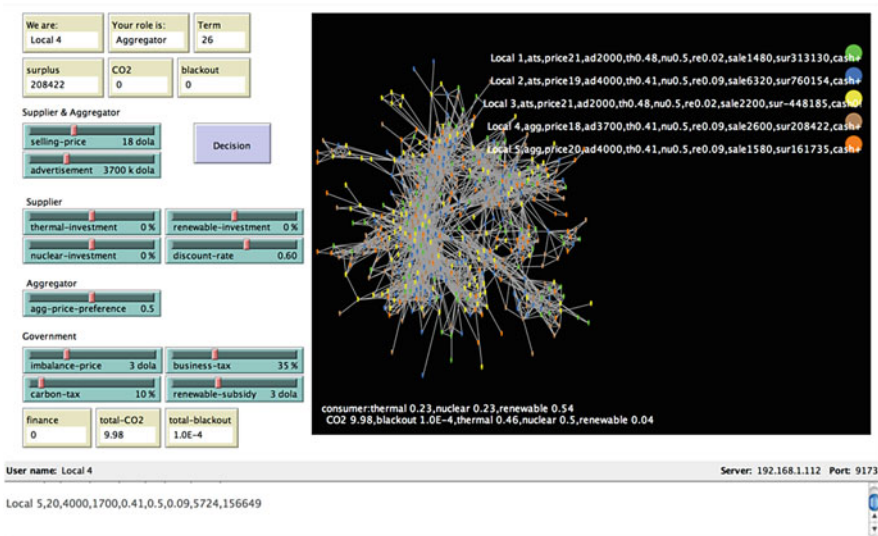 We are:
Local 4
Your role is:
Aggregator
Term
26
surplus
208422
CO2
0
blackout
0
Supplier & Aggregator
selling-price 18 dola
advertisement 3700 k dola
Decision
Supplier
thermal-investment 0 %
renewable-investment 0 %
nuclear-investment 0 %
discount-rate 0.60
Aggregator
agg-price-preference 0.5
Government
imbalance-price 3 dola
business-tax 35 %
carbon-tax 10 %
renewable-subsidy 3 dola
finance
0
total-CO2
9.98
total-blackout
1.0E-4
Local 1,ats,price21,ad2000,th0.48,nu0.5,re0.02,sale1480,sur313130,cash+
Local 2,ats,price19,ad4000,th0.41,nu0.5,re0.09,sale6320,sur760154,cash+
Local 3,ats,price21,ad2000,th0.48,nu0.5,re0.02,sale2200,sur-448185,cash0
Local 4,agg,price18,ad3700,th0.41,nu0.5,re0.09,sale2600,sur208422,cash+
Local 5,agg,price20,ad4000,th0.41,nu0.5,re0.09,sale1580,sur161735,cash+
consumer:thermal 0.23,nuclear 0.23,renewable 0.54
CO2 9.98,blackout 1.0E-4,thermal 0.46,nuclear 0.5,renewable 0.04
User name: Local 4
Server: 192.168.1.112 Port: 9173
Local 5,20,4000,1700,0.41,0.5,0.09,5724,156649